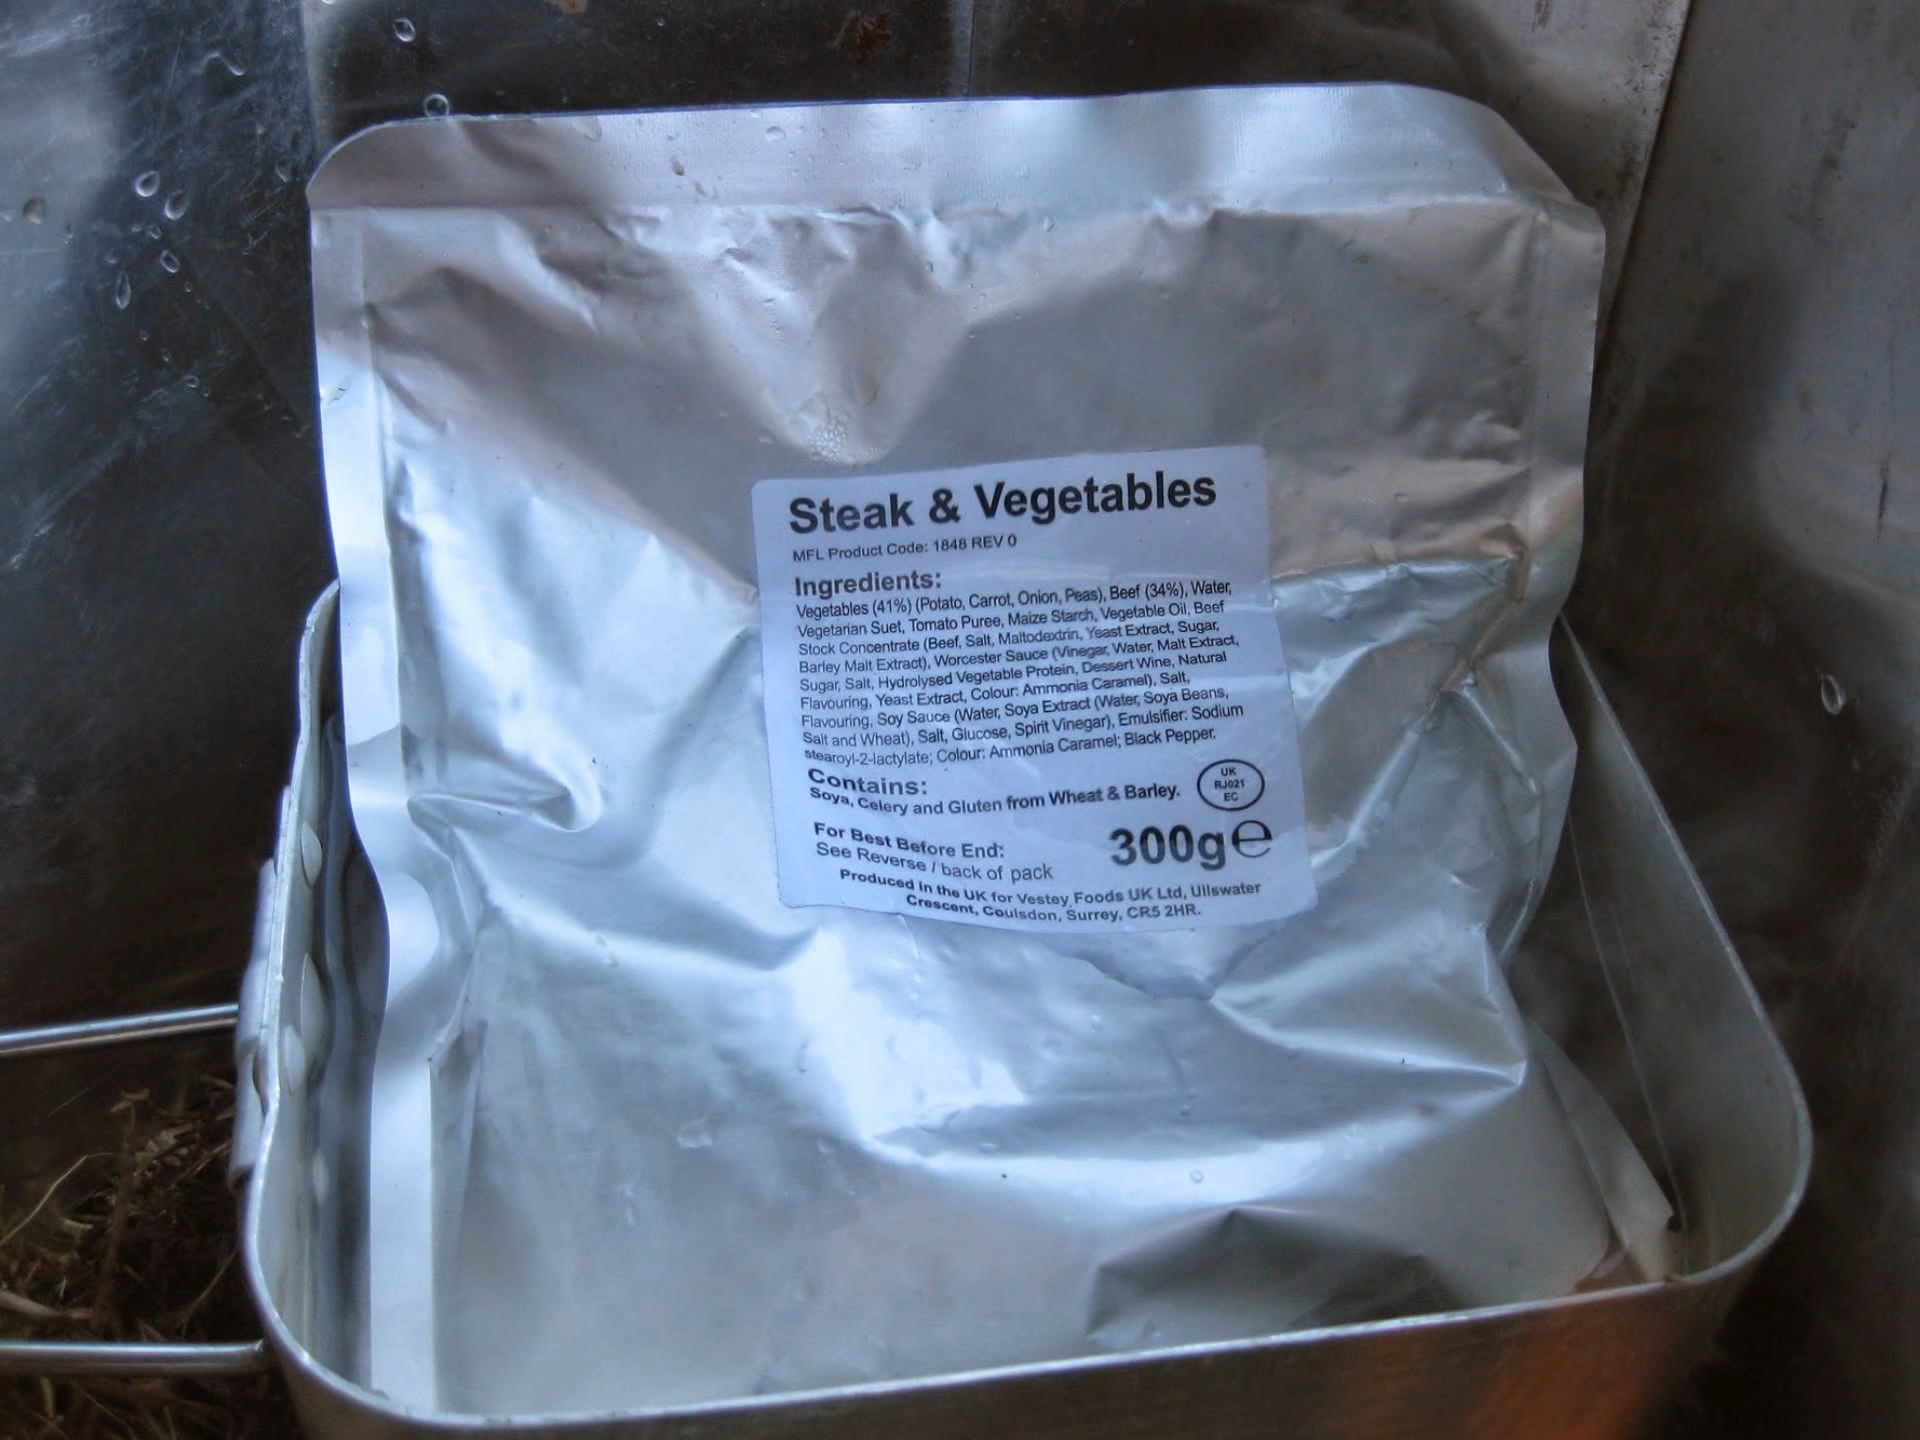 Steak & Vegetables
MFL Product Code: 1848 REV 0
Ingredients:
Vegetables (41%) (Potato, Carrot, Onion, Peas), Beef (34%), Water,
Vegetarian Suet, Tomato Puree, Maize Starch, Vegetable Oil, Beef
Stock Concentrate (Beef, Salt, Maltodextrin, Yeast Extract, Sugar,
Barley Malt Extract), Worcester Sauce (Vinegar, Water, Malt Extract,
Sugar, Salt, Hydrolysed Vegetable Protein, Dessert Wine, Natural
Flavouring, Yeast Extract, Colour: Ammonia Caramel), Salt,
Flavouring, Soy Sauce (Water, Soya Extract (Water, Soya Beans,
Salt and Wheat), Salt, Glucose, Spirit Vinegar), Emulsifier: Sodium
stearoyl-2-lactylate; Colour: Ammonia Caramel; Black Pepper.
Contains:
Soya, Celery and Gluten from Wheat & Barley.
UK
RJ021
EC
For Best Before End:
See Reverse / back of pack
300g℮
Produced in the UK for Vestey Foods UK Ltd, Ullswater
Crescent, Coulsdon, Surrey, CR5 2HR.